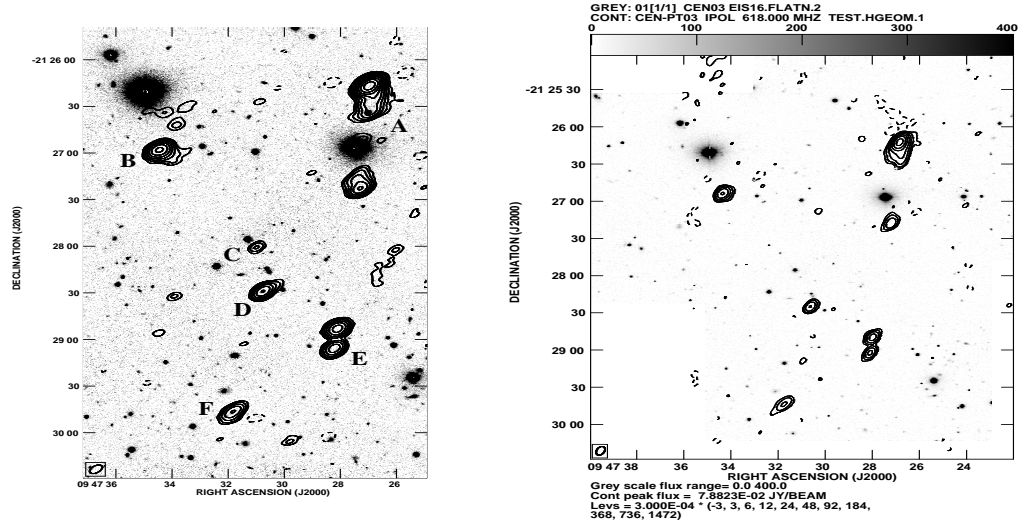 GREY: 01[1/1] CEN03 EIS16.FLATN.2
CONT: CEN-PT03 IPOL 618.000 MHZ TEST.HGEOM.1
0 100 200 300 400
-21 26 00
30
27 00
30
28 00
30
29 00
30
30 00
DECLINATION (J2000)
A
B
C
D
E
F
09 47 36 34 32 30 28 26
RIGHT ASCENSION (J2000)
-21 25 30
26 00
30
27 00
30
28 00
30
29 00
30
30 00
DECLINATION (J2000)
09 47 38 36 34 32 30 28 26 24
RIGHT ASCENSION (J2000)
Grey scale flux range= 0.0 400.0
Cont peak flux = 7.8823E-02 JY/BEAM
Levs = 3.000E-04 * (-3, 3, 6, 12, 24, 48, 92, 184,
368, 736, 1472)